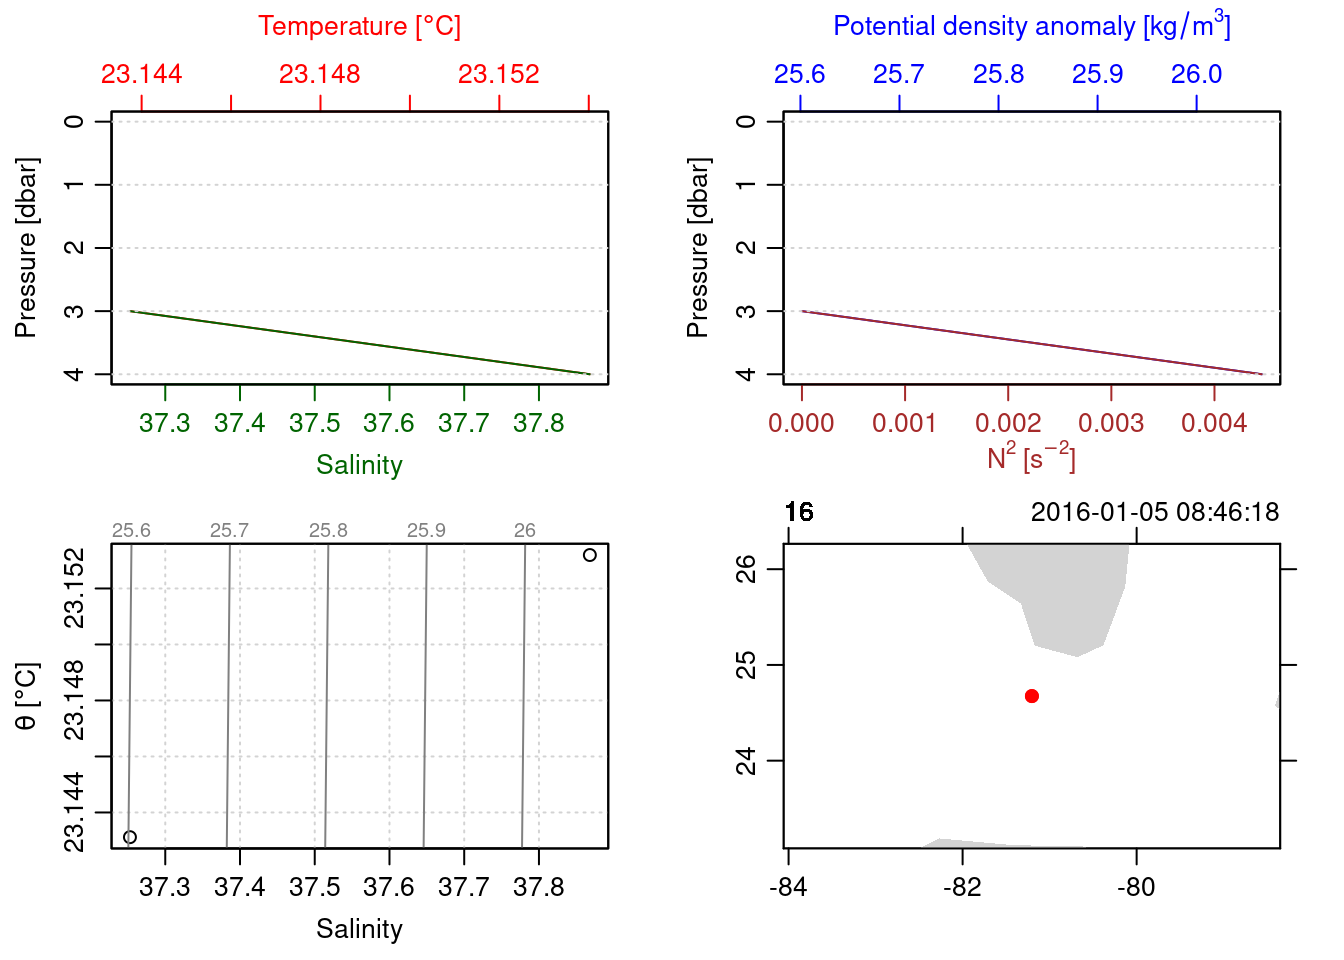 Temperature [°C]
23.144 23.148 23.152
0
1
2
3
4
Pressure [dbar]
37.3 37.4 37.5 37.6 37.7 37.8
Salinity
Potential density anomaly [kg/m³]
25.6 25.7 25.8 25.9 26.0
0
1
2
3
4
Pressure [dbar]
0.000 0.001 0.002 0.003 0.004
N² [s⁻²]
25.6 25.7 25.8 25.9 26
23.152
23.148
23.144
θ [°C]
37.3 37.4 37.5 37.6 37.7 37.8
Salinity
16 2016-01-05 08:46:18
26
25
24
-84 -82 -80